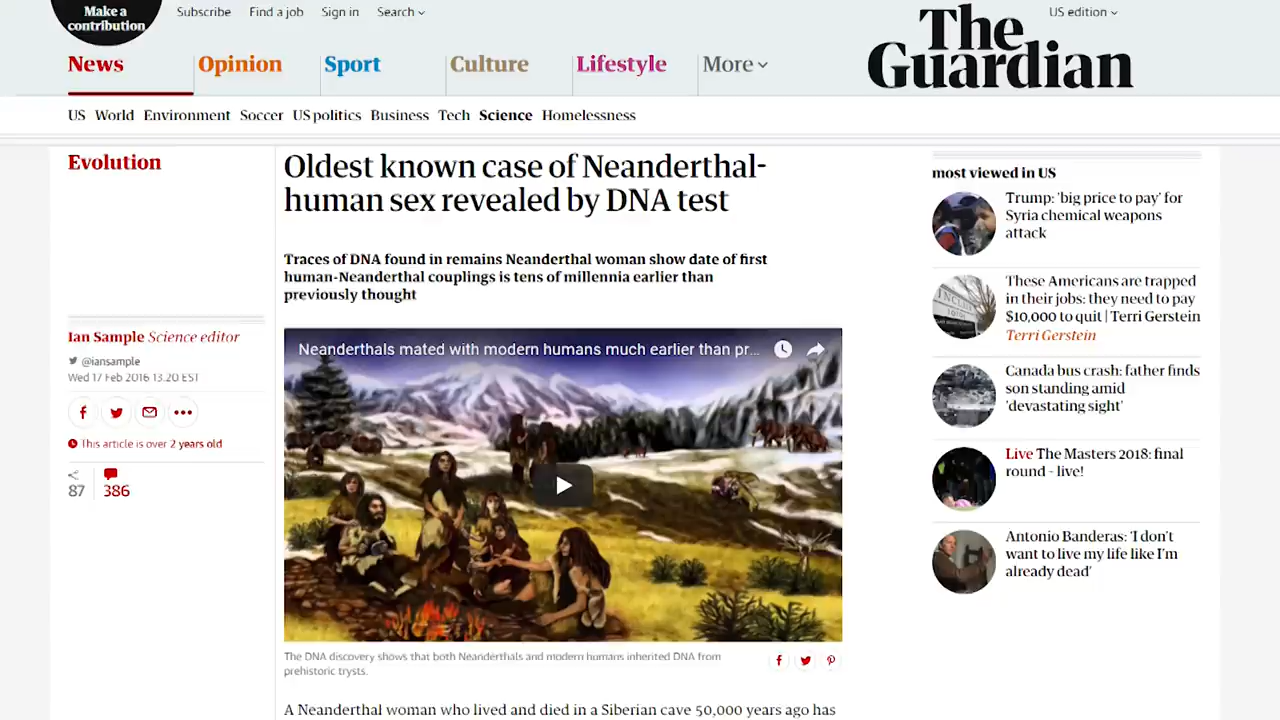 Make a
contribution
Subscribe
Find a job
Sign in
Search
US edition
The
Guardian
News
Opinion
Sport
Culture
Lifestyle
More
US World Environment Soccer US politics Business Tech Science Homelessness
Evolution
Oldest known case of Neanderthal-
human sex revealed by DNA test
Traces of DNA found in remains Neanderthal woman show date of first
human-Neanderthal couplings is tens of millennia earlier than
previously thought
Ian Sample Science editor
@iansample
Wed 17 Feb 2016 13.20 EST
This article is over 2 years old
87
386
Neanderthals mated with modern humans much earlier than pr...
The DNA discovery shows that both Neanderthals and modern humans inherited DNA from
prehistoric trysts.
A Neanderthal woman who lived and died in a Siberian cave 50,000 years ago has
most viewed in US
Trump: 'big price to pay' for
Syria chemical weapons
attack
These Americans are trapped
in their jobs: they need to pay
$10,000 to quit | Terri Gerstein
Terri Gerstein
Canada bus crash: father finds
son standing amid
'devastating sight'
Live The Masters 2018: final
round – live!
Antonio Banderas: 'I don't
want to live my life like I'm
already dead'